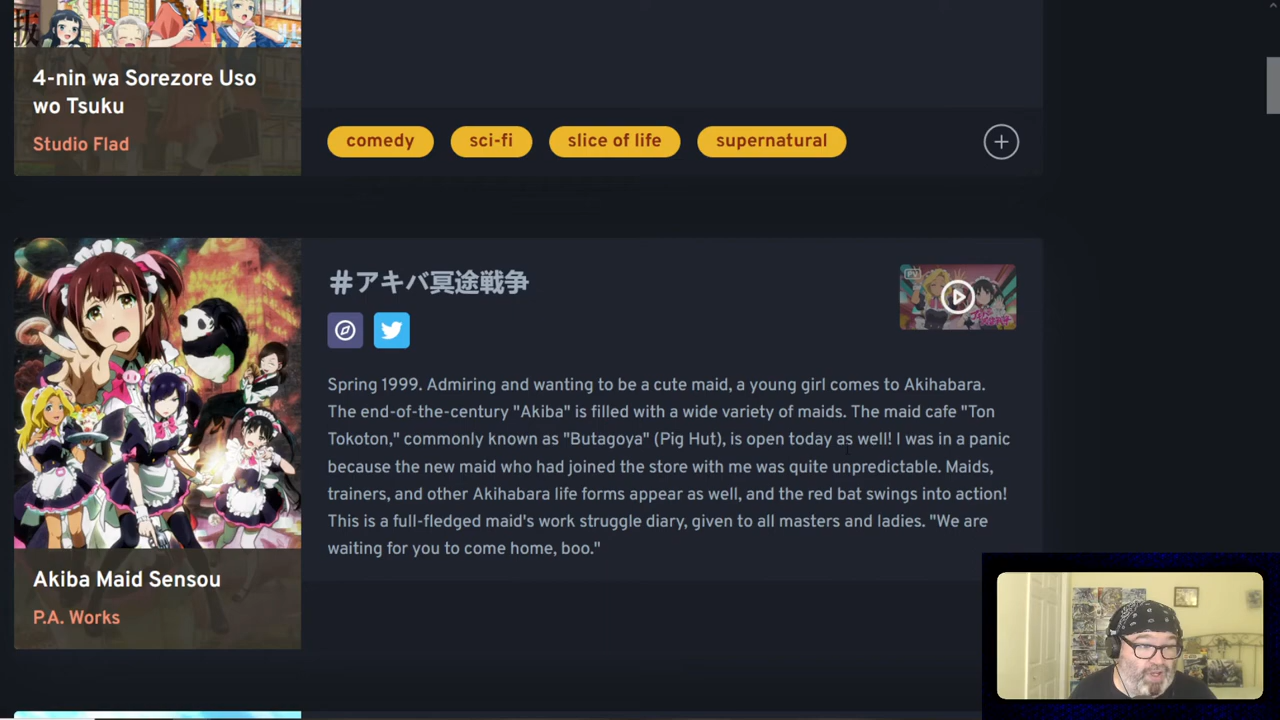 4-nin wa Sorezore Uso
wo Tsuku
Studio Flad
comedy
sci-fi
slice of life
supernatural
#アキバ冥途戦争
Spring 1999. Admiring and wanting to be a cute maid, a young girl comes to Akihabara.
The end-of-the-century "Akiba" is filled with a wide variety of maids. The maid cafe "Ton
Tokoton," commonly known as "Butagoya" (Pig Hut), is open today as well! I was in a panic
because the new maid who had joined the store with me was quite unpredictable. Maids,
trainers, and other Akihabara life forms appear as well, and the red bat swings into action!
This is a full-fledged maid's work struggle diary, given to all masters and ladies. "We are
waiting for you to come home, boo."
Akiba Maid Sensou
P.A. Works